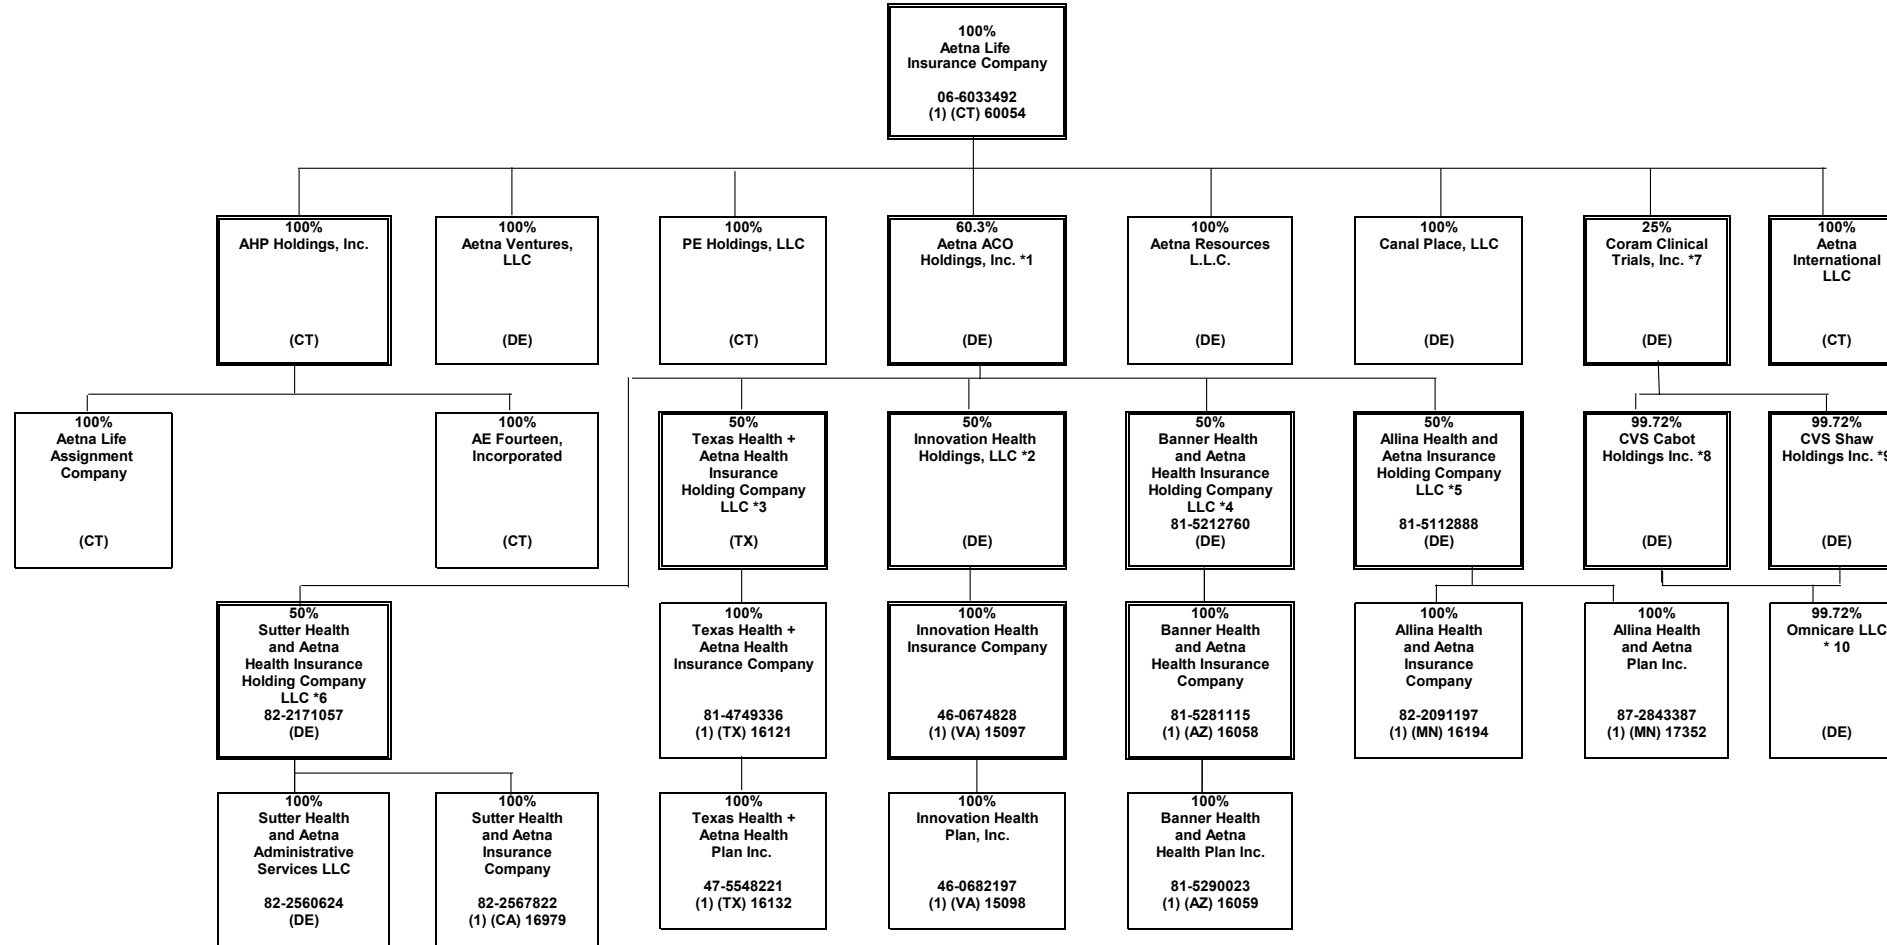 100%
Aetna Life
Insurance Company
06-6033492
(1) (CT) 60054
100%
AHP Holdings, Inc.
(CT)
100%
Aetna Ventures,
LLC
(DE)
100%
PE Holdings, LLC
(CT)
60.3%
Aetna ACO
Holdings, Inc. *1
(DE)
100%
Aetna Resources
L.L.C.
(DE)
100%
Canal Place, LLC
(DE)
25%
Coram Clinical
Trials, Inc. *7
(DE)
100%
Aetna
International
LLC
(CT)
100%
Aetna Life
Assignment
Company
(CT)
100%
AE Fourteen,
Incorporated
(CT)
50%
Texas Health +
Aetna Health
Insurance
Holding Company
LLC *3
(TX)
50%
Innovation Health
Holdings, LLC *2
(DE)
50%
Banner Health
and Aetna
Health Insurance
Holding Company
LLC *4
81-5212760
(DE)
50%
Allina Health and
Aetna Insurance
Holding Company
LLC *5
81-5112888
(DE)
99.72%
CVS Cabot
Holdings Inc. *8
(DE)
99.72%
CVS Shaw
Holdings Inc. *9
(DE)
50%
Sutter Health
and Aetna
Health Insurance
Holding Company
LLC *6
82-2171057
(DE)
100%
Texas Health +
Aetna Health
Insurance Company
81-4749336
(1) (TX) 16121
100%
Innovation Health
Insurance Company
46-0674828
(1) (VA) 15097
100%
Banner Health
and Aetna
Health Insurance
Company
81-5281115
(1) (AZ) 16058
100%
Allina Health
and Aetna
Insurance
Company
82-2091197
(1) (MN) 16194
100%
Allina Health
and Aetna
Plan Inc.
87-2843387
(1) (MN) 17352
99.72%
Omnicare LLC
* 10
(DE)
100%
Sutter Health
and Aetna
Administrative
Services LLC
82-2560624
(DE)
100%
Sutter Health
and Aetna
Insurance
Company
82-2567822
(1) (CA) 16979
100%
Texas Health +
Aetna Health
Plan Inc.
47-5548221
(1) (TX) 16132
100%
Innovation Health
Plan, Inc.
46-0682197
(1) (VA) 15098
100%
Banner Health
and Aetna
Health Plan Inc.
81-5290023
(1) (AZ) 16059